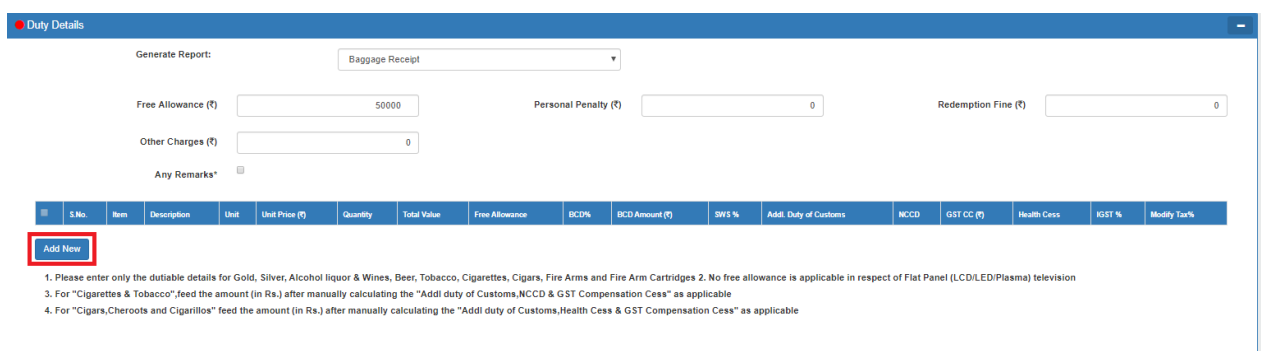 Duty Details
Generate Report: Baggage Receipt
Free Allowance (₹) 50000 Personal Penalty (₹) 0 Redemption Fine (₹) 0
Other Charges (₹) 0
Any Remarks*
S.No. Item Description Unit Unit Price (₹) Quantity Total Value Free Allowance BCD% BCD Amount (₹) SWS % Addl. Duty of Customs NCCD GST CC (₹) Health Cess IGST % Modify Tax%
Add New
1. Please enter only the dutiable details for Gold, Silver, Alcohol liquor & Wines, Beer, Tobacco, Cigarettes, Cigars, Fire Arms and Fire Arm Cartridges 2. No free allowance is applicable in respect of Flat Panel (LCD/LED/Plasma) television
3. For "Cigarettes & Tobacco",feed the amount (in Rs.) after manually calculating the "Addl duty of Customs,NCCD & GST Compensation Cess" as applicable
4. For "Cigars,Cheroots and Cigarillos" feed the amount (in Rs.) after manually calculating the "Addl duty of Customs,Health Cess & GST Compensation Cess" as applicable